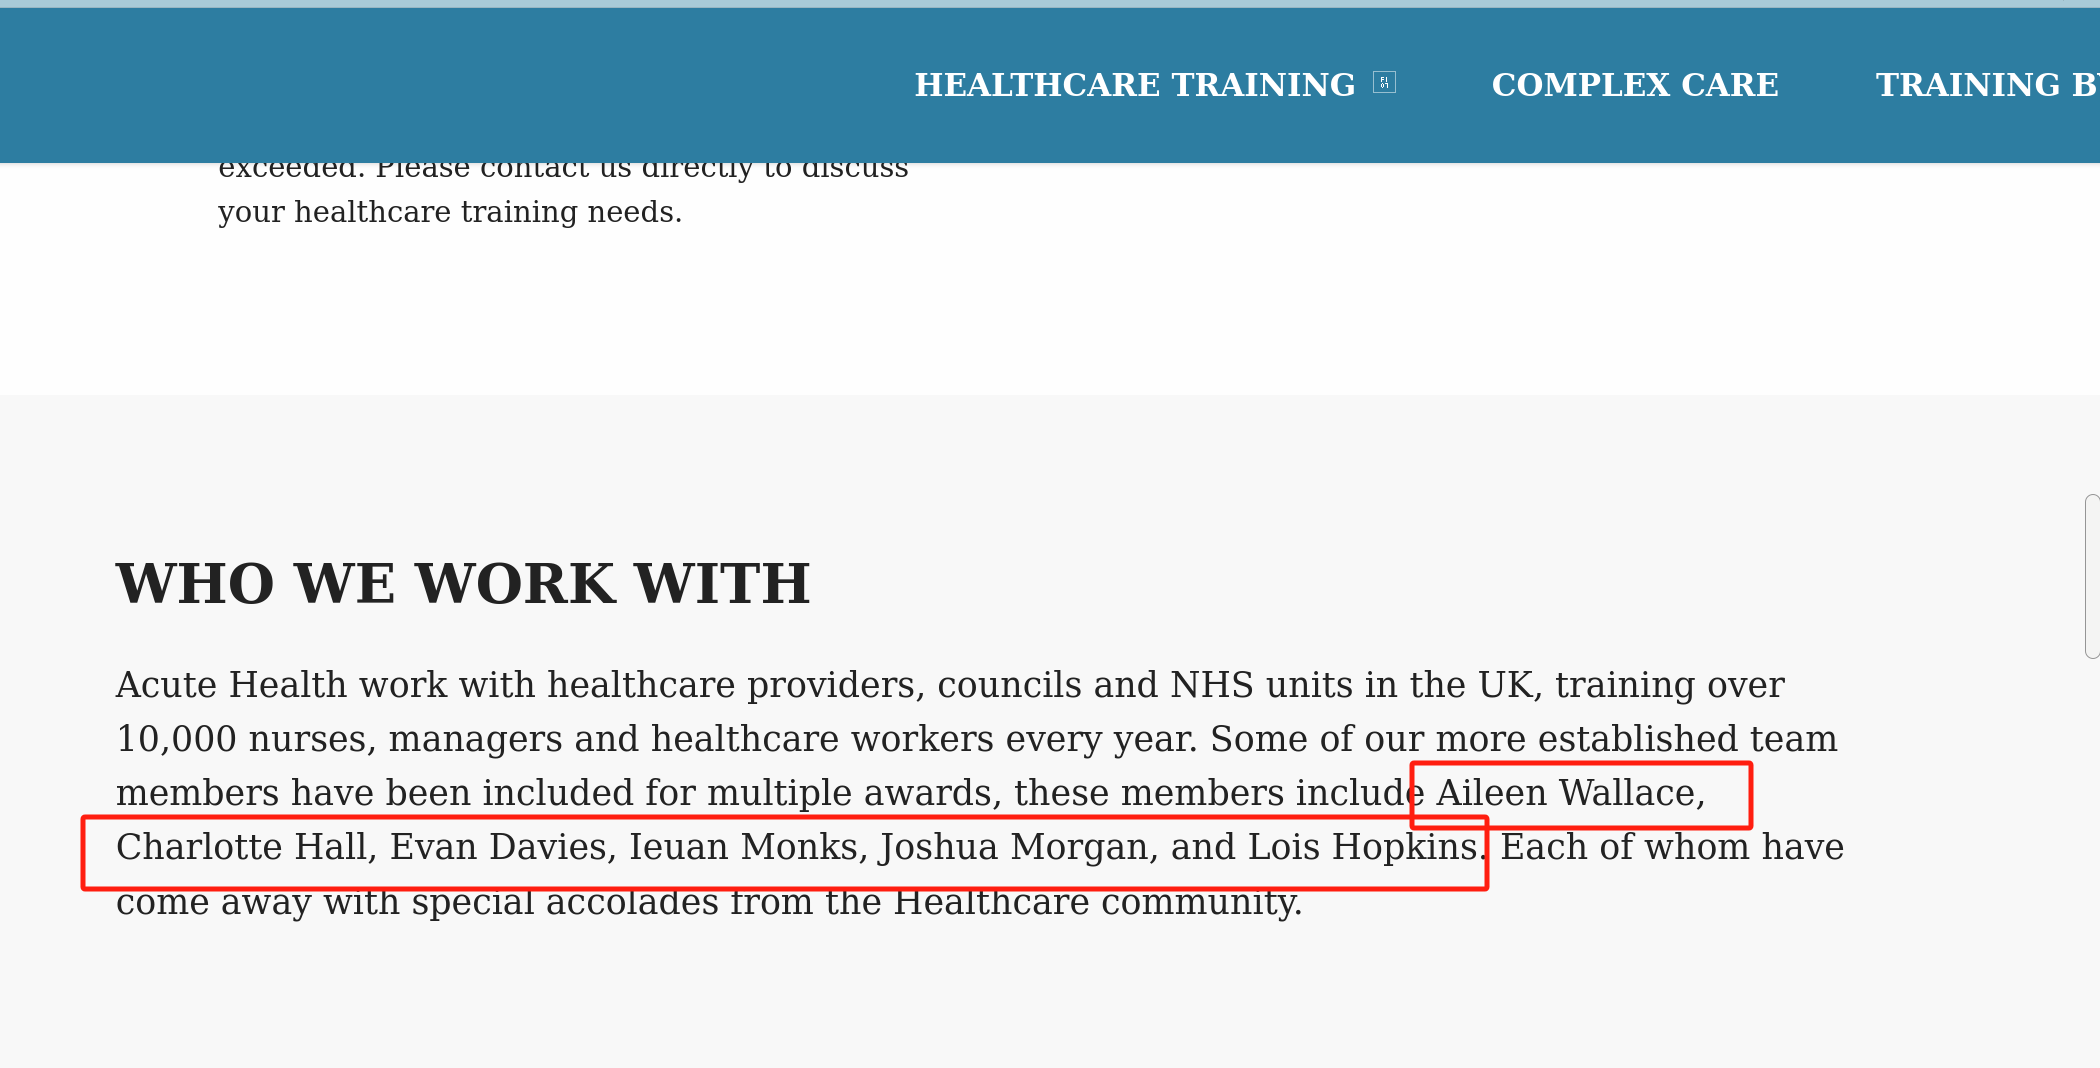 HEALTHCARE TRAINING
COMPLEX CARE
TRAINING B
exceeded. Please contact us directly to discuss
your healthcare training needs.
WHO WE WORK WITH
Acute Health work with healthcare providers, councils and NHS units in the UK, training over
10,000 nurses, managers and healthcare workers every year. Some of our more established team
members have been included for multiple awards, these members include Aileen Wallace,
Charlotte Hall, Evan Davies, Ieuan Monks, Joshua Morgan, and Lois Hopkins. Each of whom have
come away with special accolades from the Healthcare community.